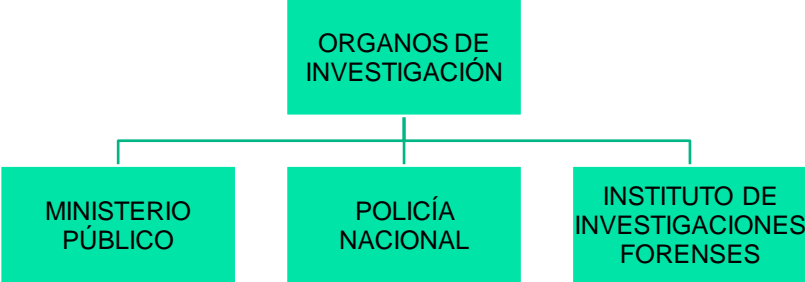 ORGANOS DE
INVESTIGACIÓN
MINISTERIO
PÚBLICO
POLICÍA
NACIONAL
INSTITUTO DE
INVESTIGACIONES
FORENSES